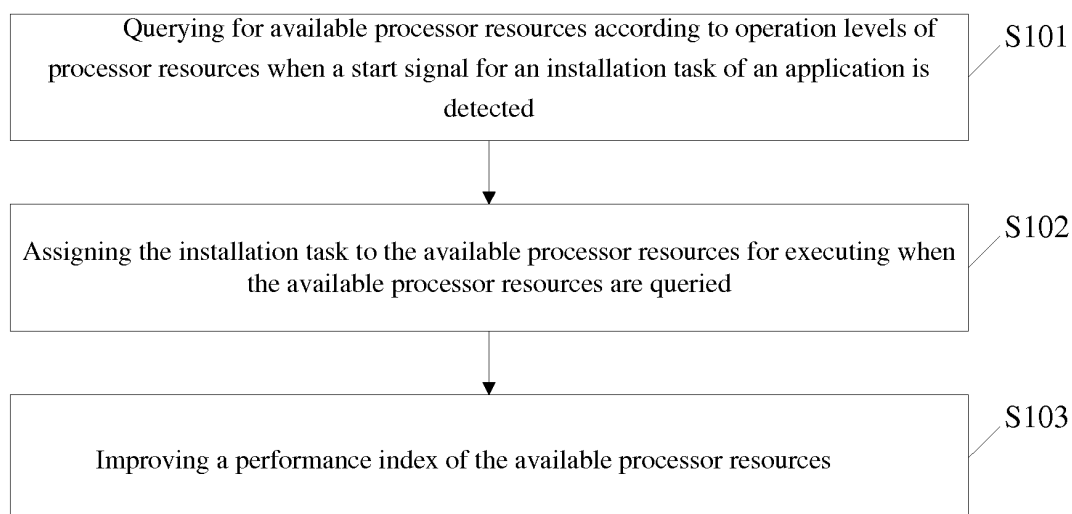 Querying for available processor resources according to operation levels of
processor resources when a start signal for an installation task of an application is
detected
S101
Assigning the installation task to the available processor resources for executing when
the available processor resources are queried
S102
Improving a performance index of the available processor resources
S103